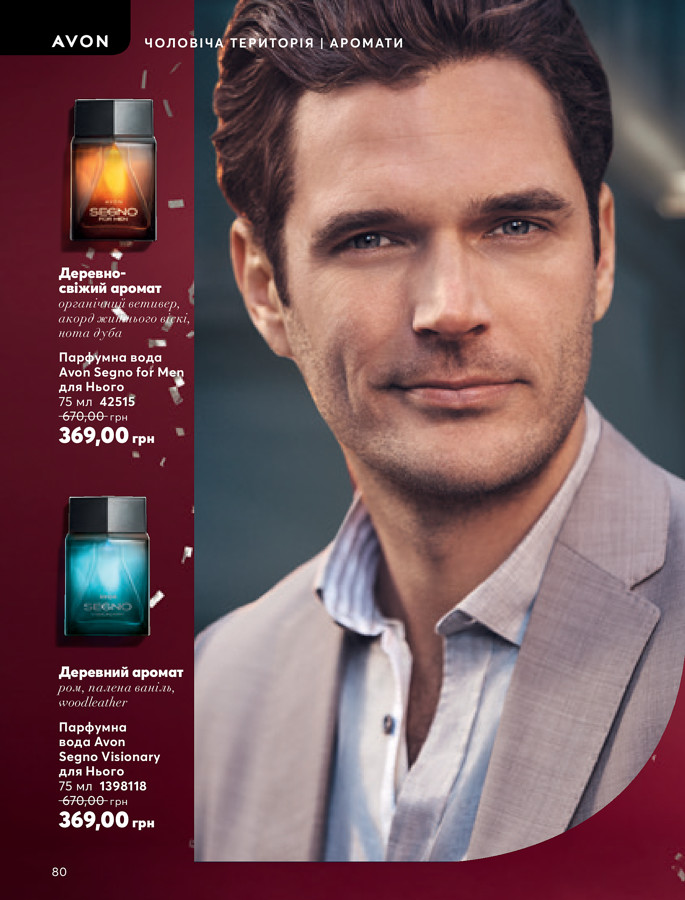 AVON
ЧОЛОВІЧА ТЕРИТОРІЯ | АРОМАТИ
AVON
SEGNO
FOR MEN
Деревно-
свіжий аромат
органічний ветивер,
акорд житнього віскі,
нота дуба
Парфумна вода
Avon Segno for Men
для Нього
75 мл 42515
670,00 грн
369,00 грн
AVON
SEGNO
Деревний аромат
ром, палена ваніль,
woodleather
Парфумна
вода Avon
Segno Visionary
для Нього
75 мл 1398118
670,00 грн
369,00 грн
80